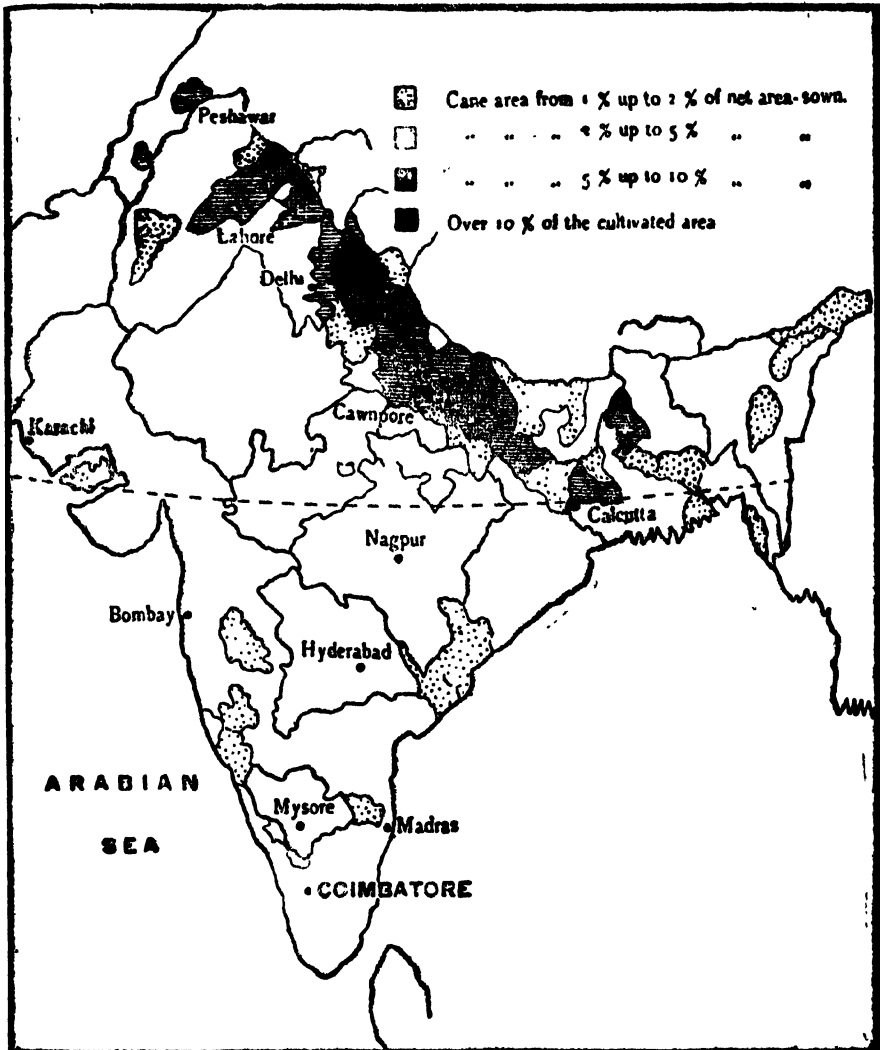 Cane area from 1 % up to 2 % of net area-sown.
„ „ „ 2 % up to 5 % „ „
„ „ „ 5 % up to 10 % „ „
Over 10 % of the cultivated area
Peshawar
Lahore
Delhi
Cawnpore
Karachi
Calcutta
Nagpur
Bombay
Hyderabad
ARABIAN
SEA
Mysore
Madras
COIMBATORE